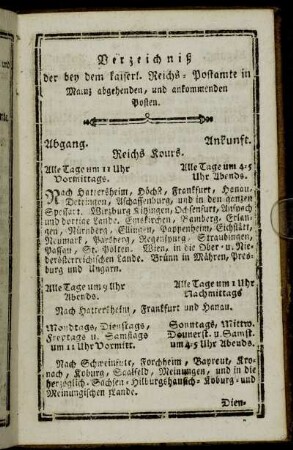 Verzeichniß
der bey dem kaiserl. Reichs-Postamte in
Mainz abgehenden, und ankommenden
Posten.
Abgang. Ankunft.
Reichs Kours.
Alle Tage um 11 Uhr Alle Tage um 4-5
Vormittags. Uhr Abends.
Nach Hattersheim, Höchst, Frankfurt, Hanau,
Dettingen, Aschaffenburg, und in den ganzen
Spessart. Wirzburg Kitzingen, Ochsenfurt, Anspach
und dortige Lande. Emskirchen, Bamberg, Erlan-
gen, Nürnberg, Ellingen, Pappenheim, Eichstätt,
Neumark, Parsberg, Regenspurg, Straubingen,
Passau, St. Polten. Wien, in die Ober- u. Nie-
derösterreichischen Lande. Brünn in Mähren, Pres-
burg und Ungarn.
Alle Tage um 9 Uhr Alle Tage um 1 Uhr
Abends. Nachmittags
Nach Hattersheim, Frankfurt und Hanau.
Mondtags, Dienstags, Sonntags, Mittw.
Freytags u. Samstags Donnerst. u. Samst.
um 11 Uhr Vormitt. um 4-5 Uhr Abends.
Nach Schweinfurt, Forchheim, Bayreut, Kro-
nach, Koburg, Saalfeld, Meinungen, und in die
herzoglich-Sachsen-Hilburgshausisch-Koburg- und
Meinungischen Lande.
Dien-